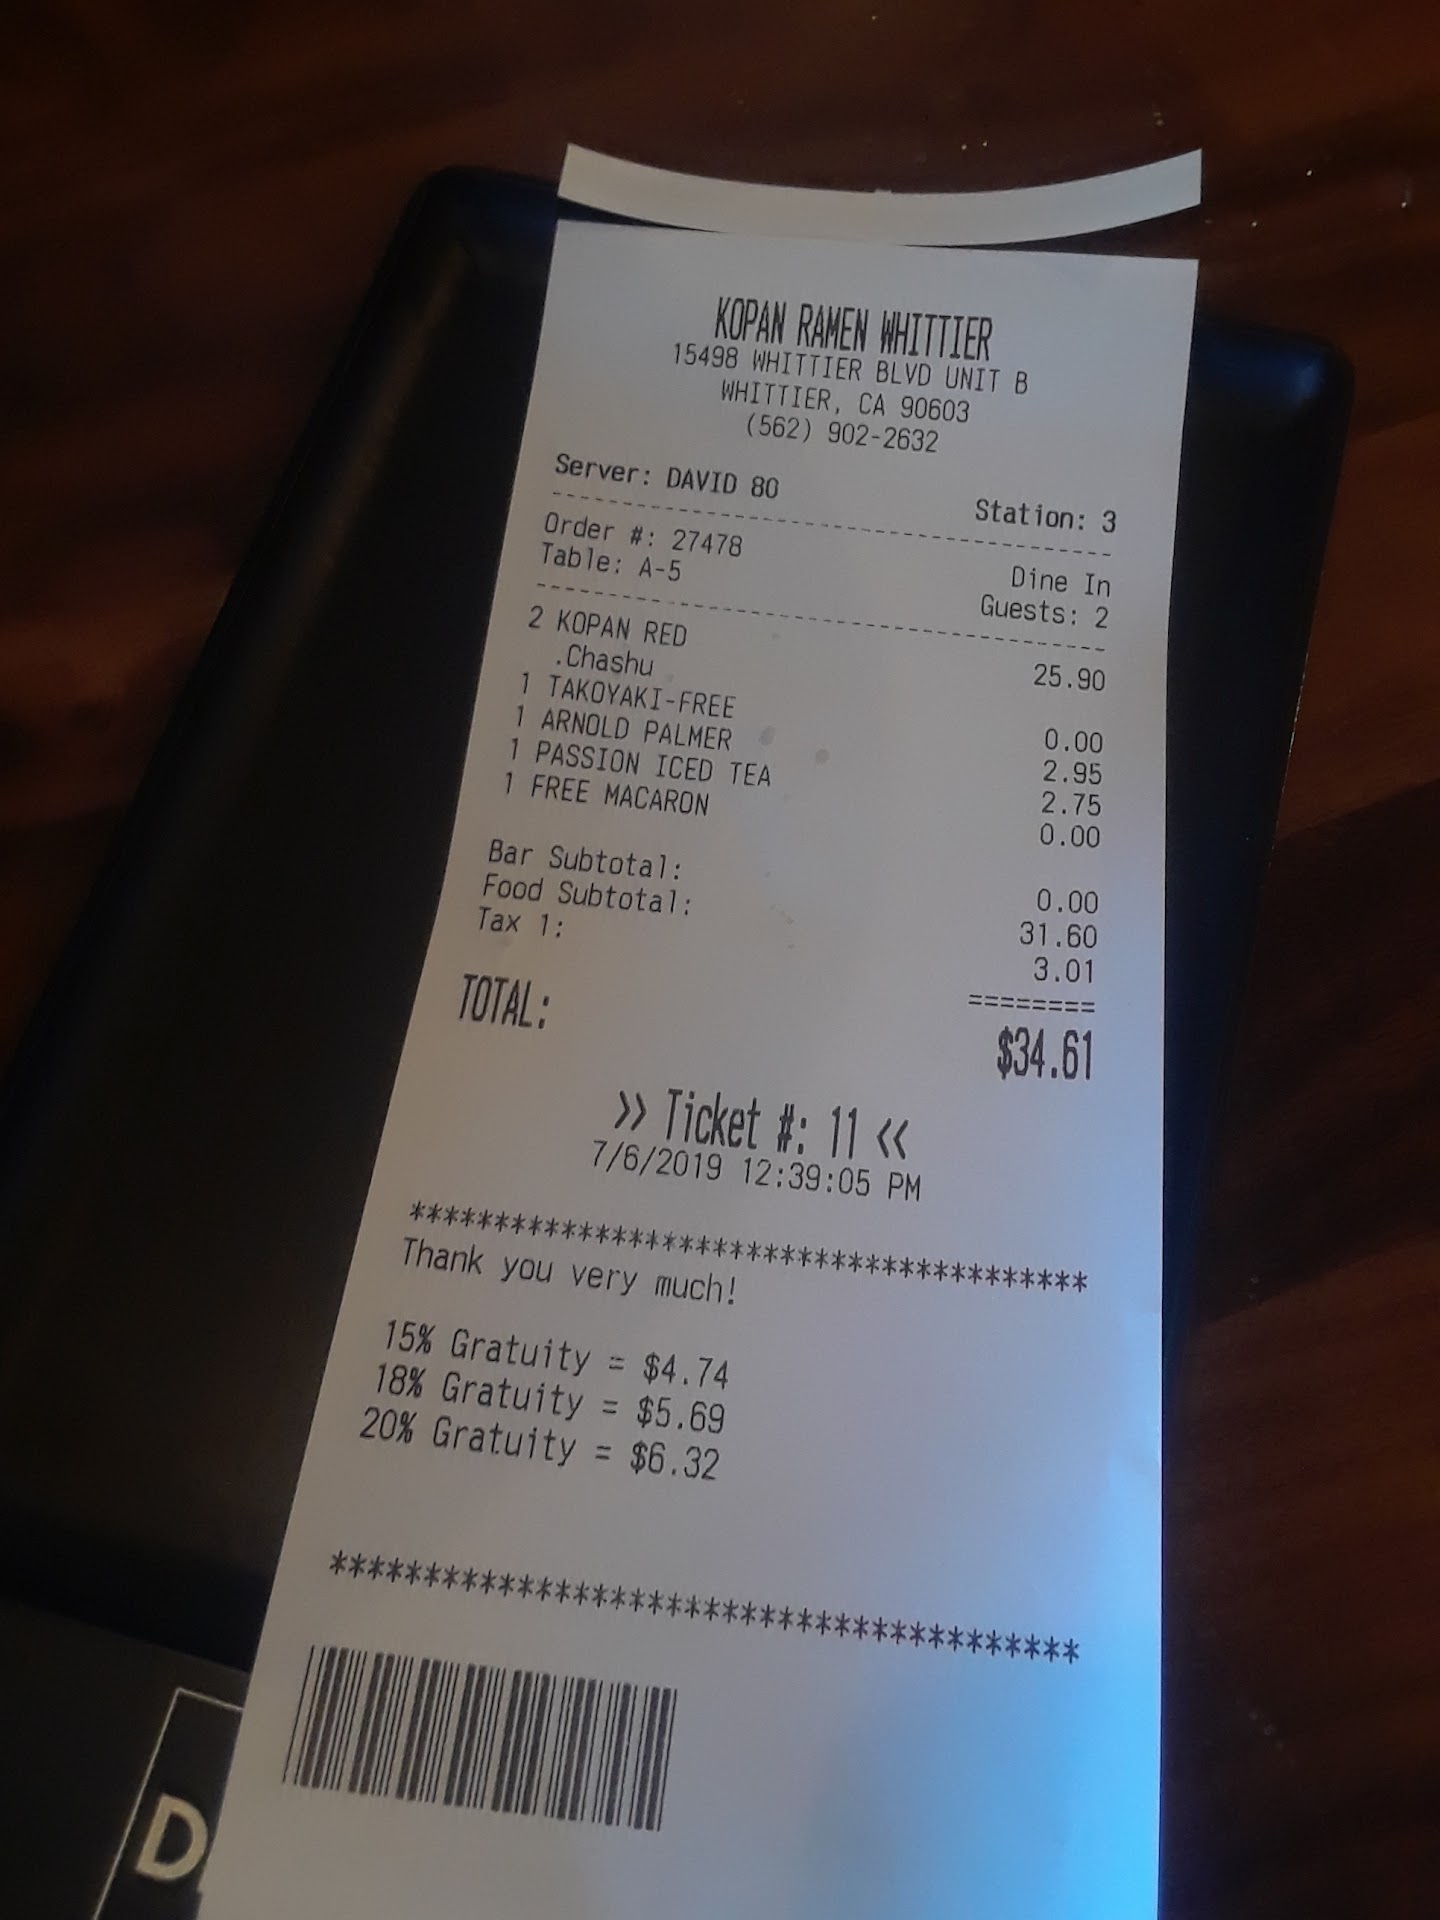 KOPAN RAMEN WHITTIER
15498 WHITTIER BLVD UNIT B
WHITTIER, CA 90603
(562) 902-2632
Server: DAVID 80 Station: 3
Order #: 27478 Dine In
Table: A-5 Guests: 2
2 KOPAN RED 25.90
.Chashu
1 TAKOYAKI-FREE 0.00
1 ARNOLD PALMER 2.95
1 PASSION ICED TEA 2.75
1 FREE MACARON 0.00
Bar Subtotal: 0.00
Food Subtotal: 31.60
Tax 1: 3.01
========
TOTAL: $34.61
>> Ticket #: 11 <<
7/6/2019 12:39:05 PM
****************************************
Thank you very much!
15% Gratuity = $4.74
18% Gratuity = $5.69
20% Gratuity = $6.32
****************************************